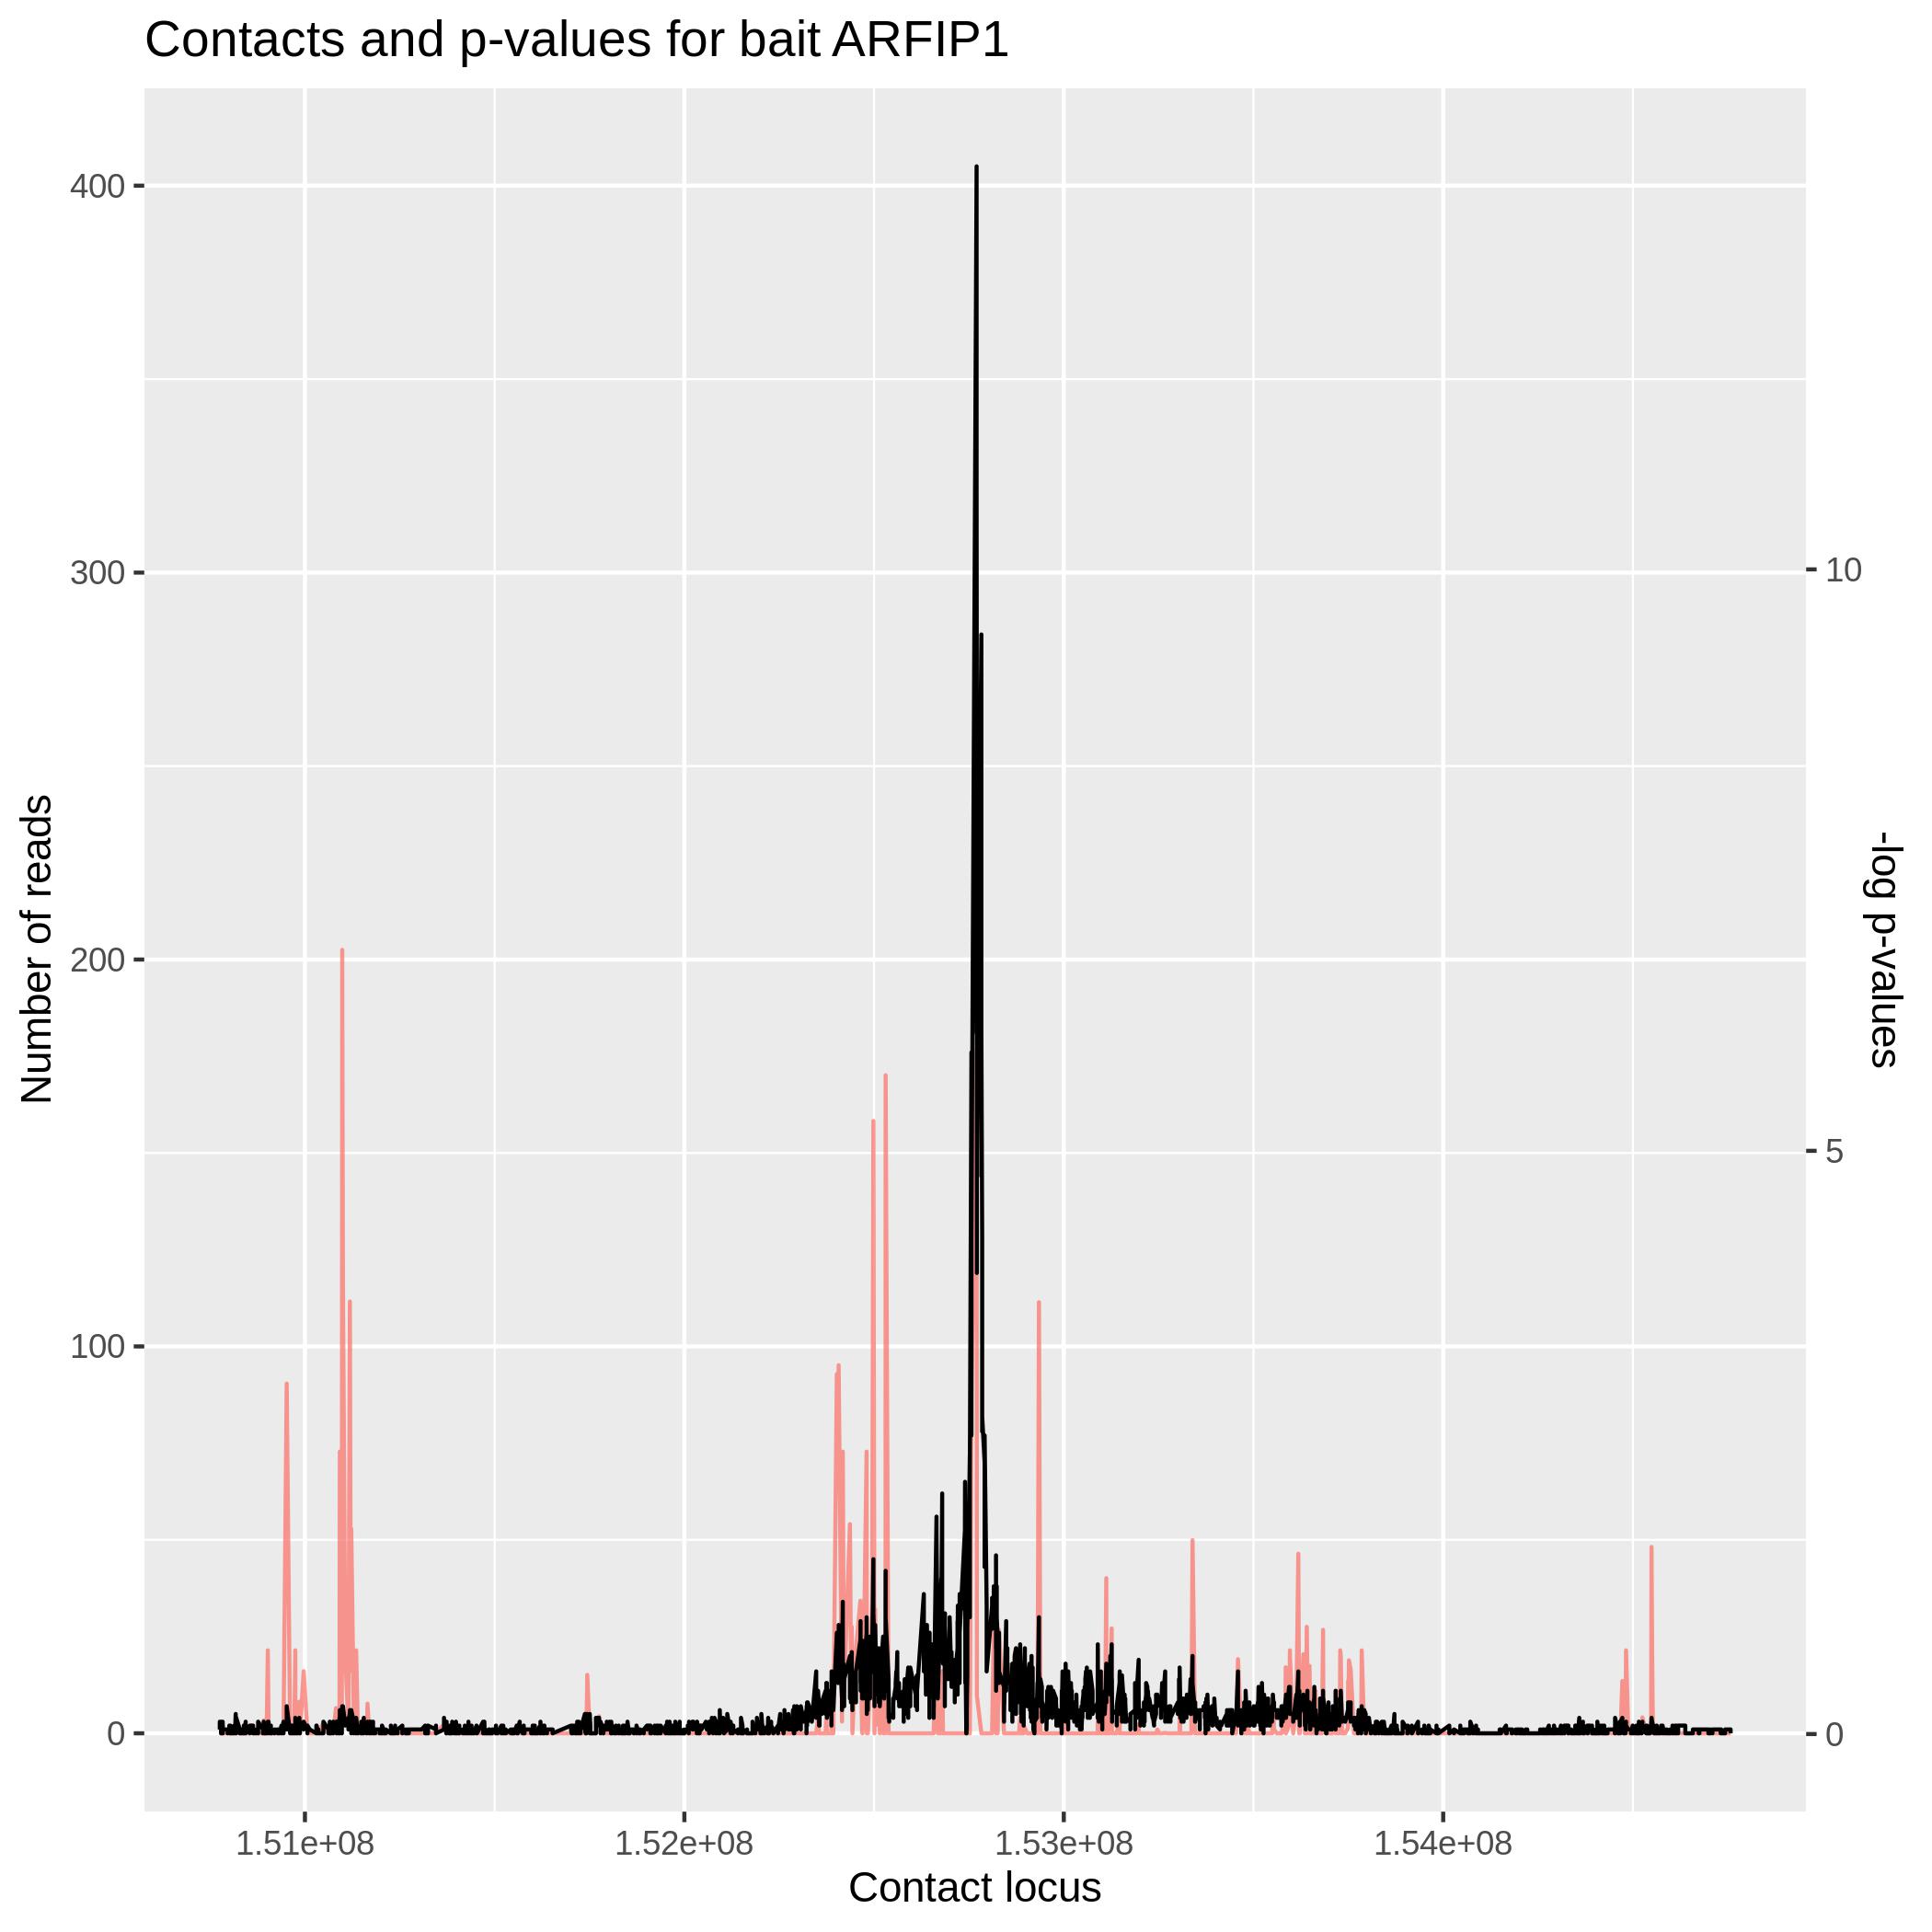 Contacts and p-values for bait ARFIP1
400
300
200
100
0
Number of reads
10
5
0
-log p-values
1.51e+08
1.52e+08
1.53e+08
1.54e+08
Contact locus